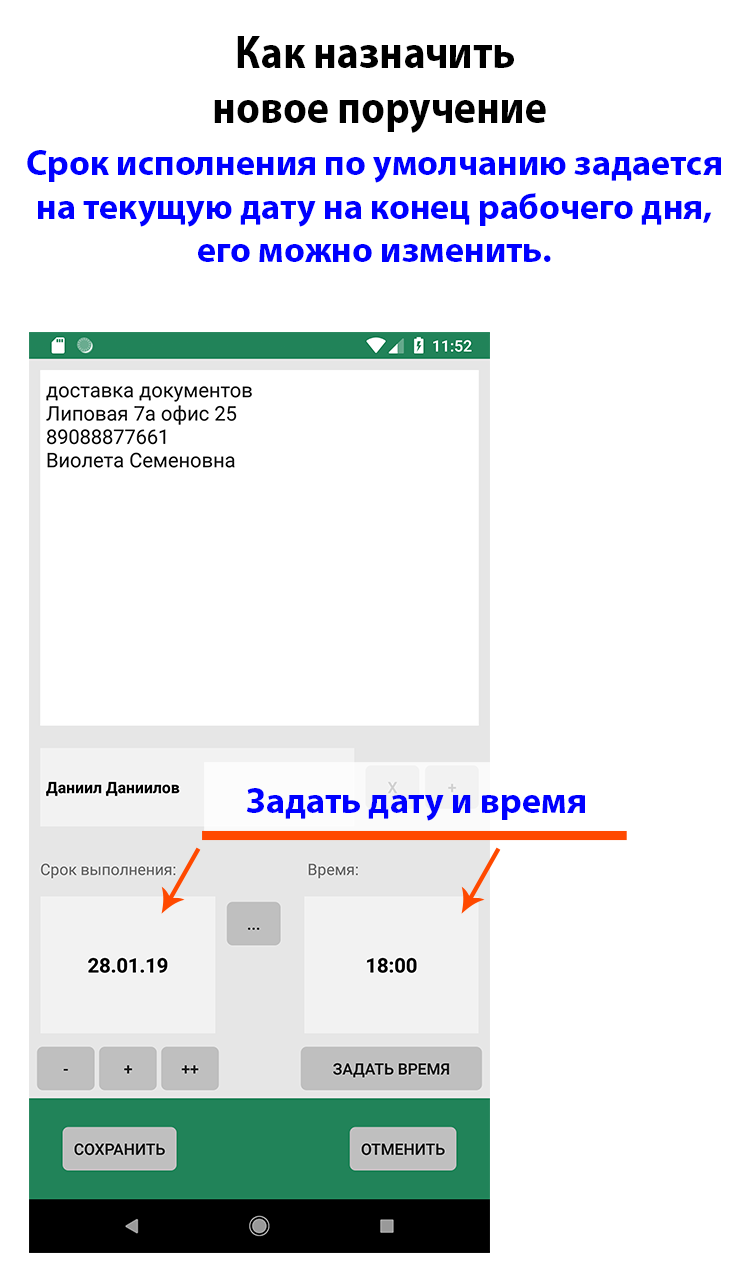 Как назначить
новое поручение
Срок исполнения по умолчанию задается
на текущую дату на конец рабочего дня,
его можно изменить.
11:52
доставка документов
Липовая 7а офис 25
89088877661
Виолета Семеновна
Даниил Даниилов
X +
Задать дату и время
Срок выполнения: Время:
28.01.19 ... 18:00
- + ++ ЗАДАТЬ ВРЕМЯ
СОХРАНИТЬ ОТМЕНИТЬ